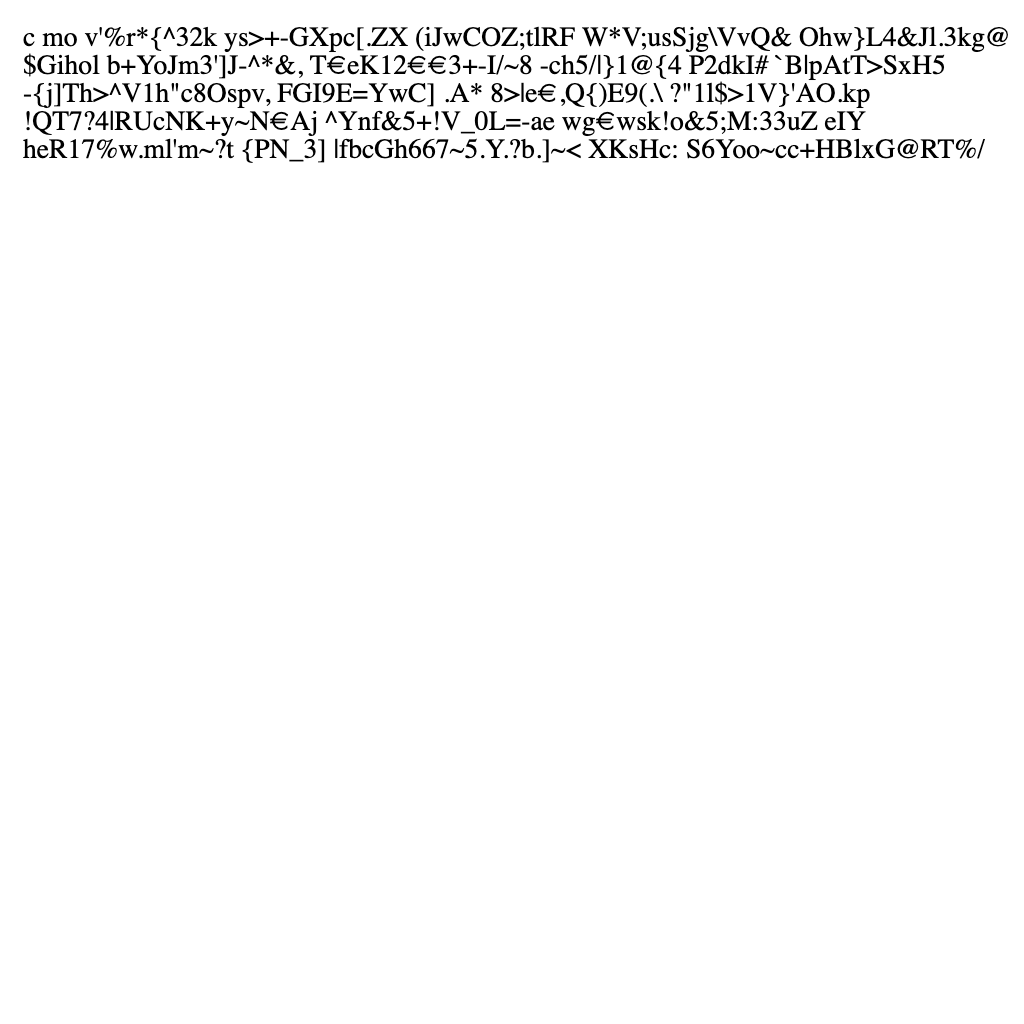 c mo v'%r*{^32k ys>+-GXpc[.ZX (iJwCOZ;tlRF W*V;usSjg\VvQ& Ohw}L4&Jl.3kg@
$Gihol b+YoJm3']J-^*&, T€eK12€€3+-I/~8 -ch5/|}1@{4 P2dkI# `B|pAtT>SxH5
-{j]Th>^V1h"c8Ospv, FGI9E=YwC] .A* 8>|e€,Q{)E9(.\ ?"1l$>1V}'AO.kp
!QT7?4|RUcNK+y~N€Aj ^Ynf&5+!V_0L=-ae wg€wsk!o&5;M:33uZ eIY
heR17%w.ml'm~?t {PN_3] |fbcGh667~5.Y.?b.]~< XKsHc: S6Yoo~cc+HBlxG@RT%/